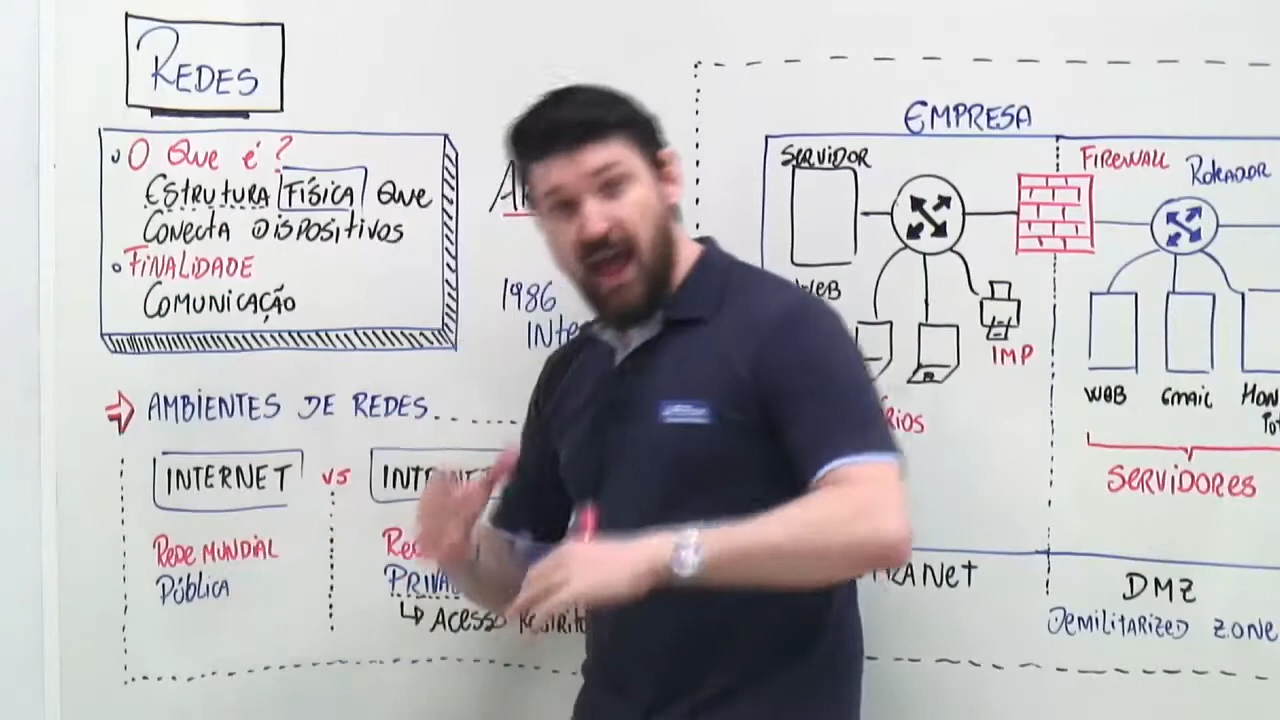 REDES
O QUE É?
ESTRUTURA FÍSICA QUE
CONECTA DISPOSITIVOS
FINALIDADE
COMUNICAÇÃO
1986
AMBIENTES DE REDES....
INTERNET vs
REDE MUNDIAL
PÚBLICA
ACESSO
EMPRESA
SERVIDOR
FIREWALL
ROTEADOR
WEB
IMP
WEB
EMAIL
SERVIDORES
DMZ
DEMILITARIZED ZONE